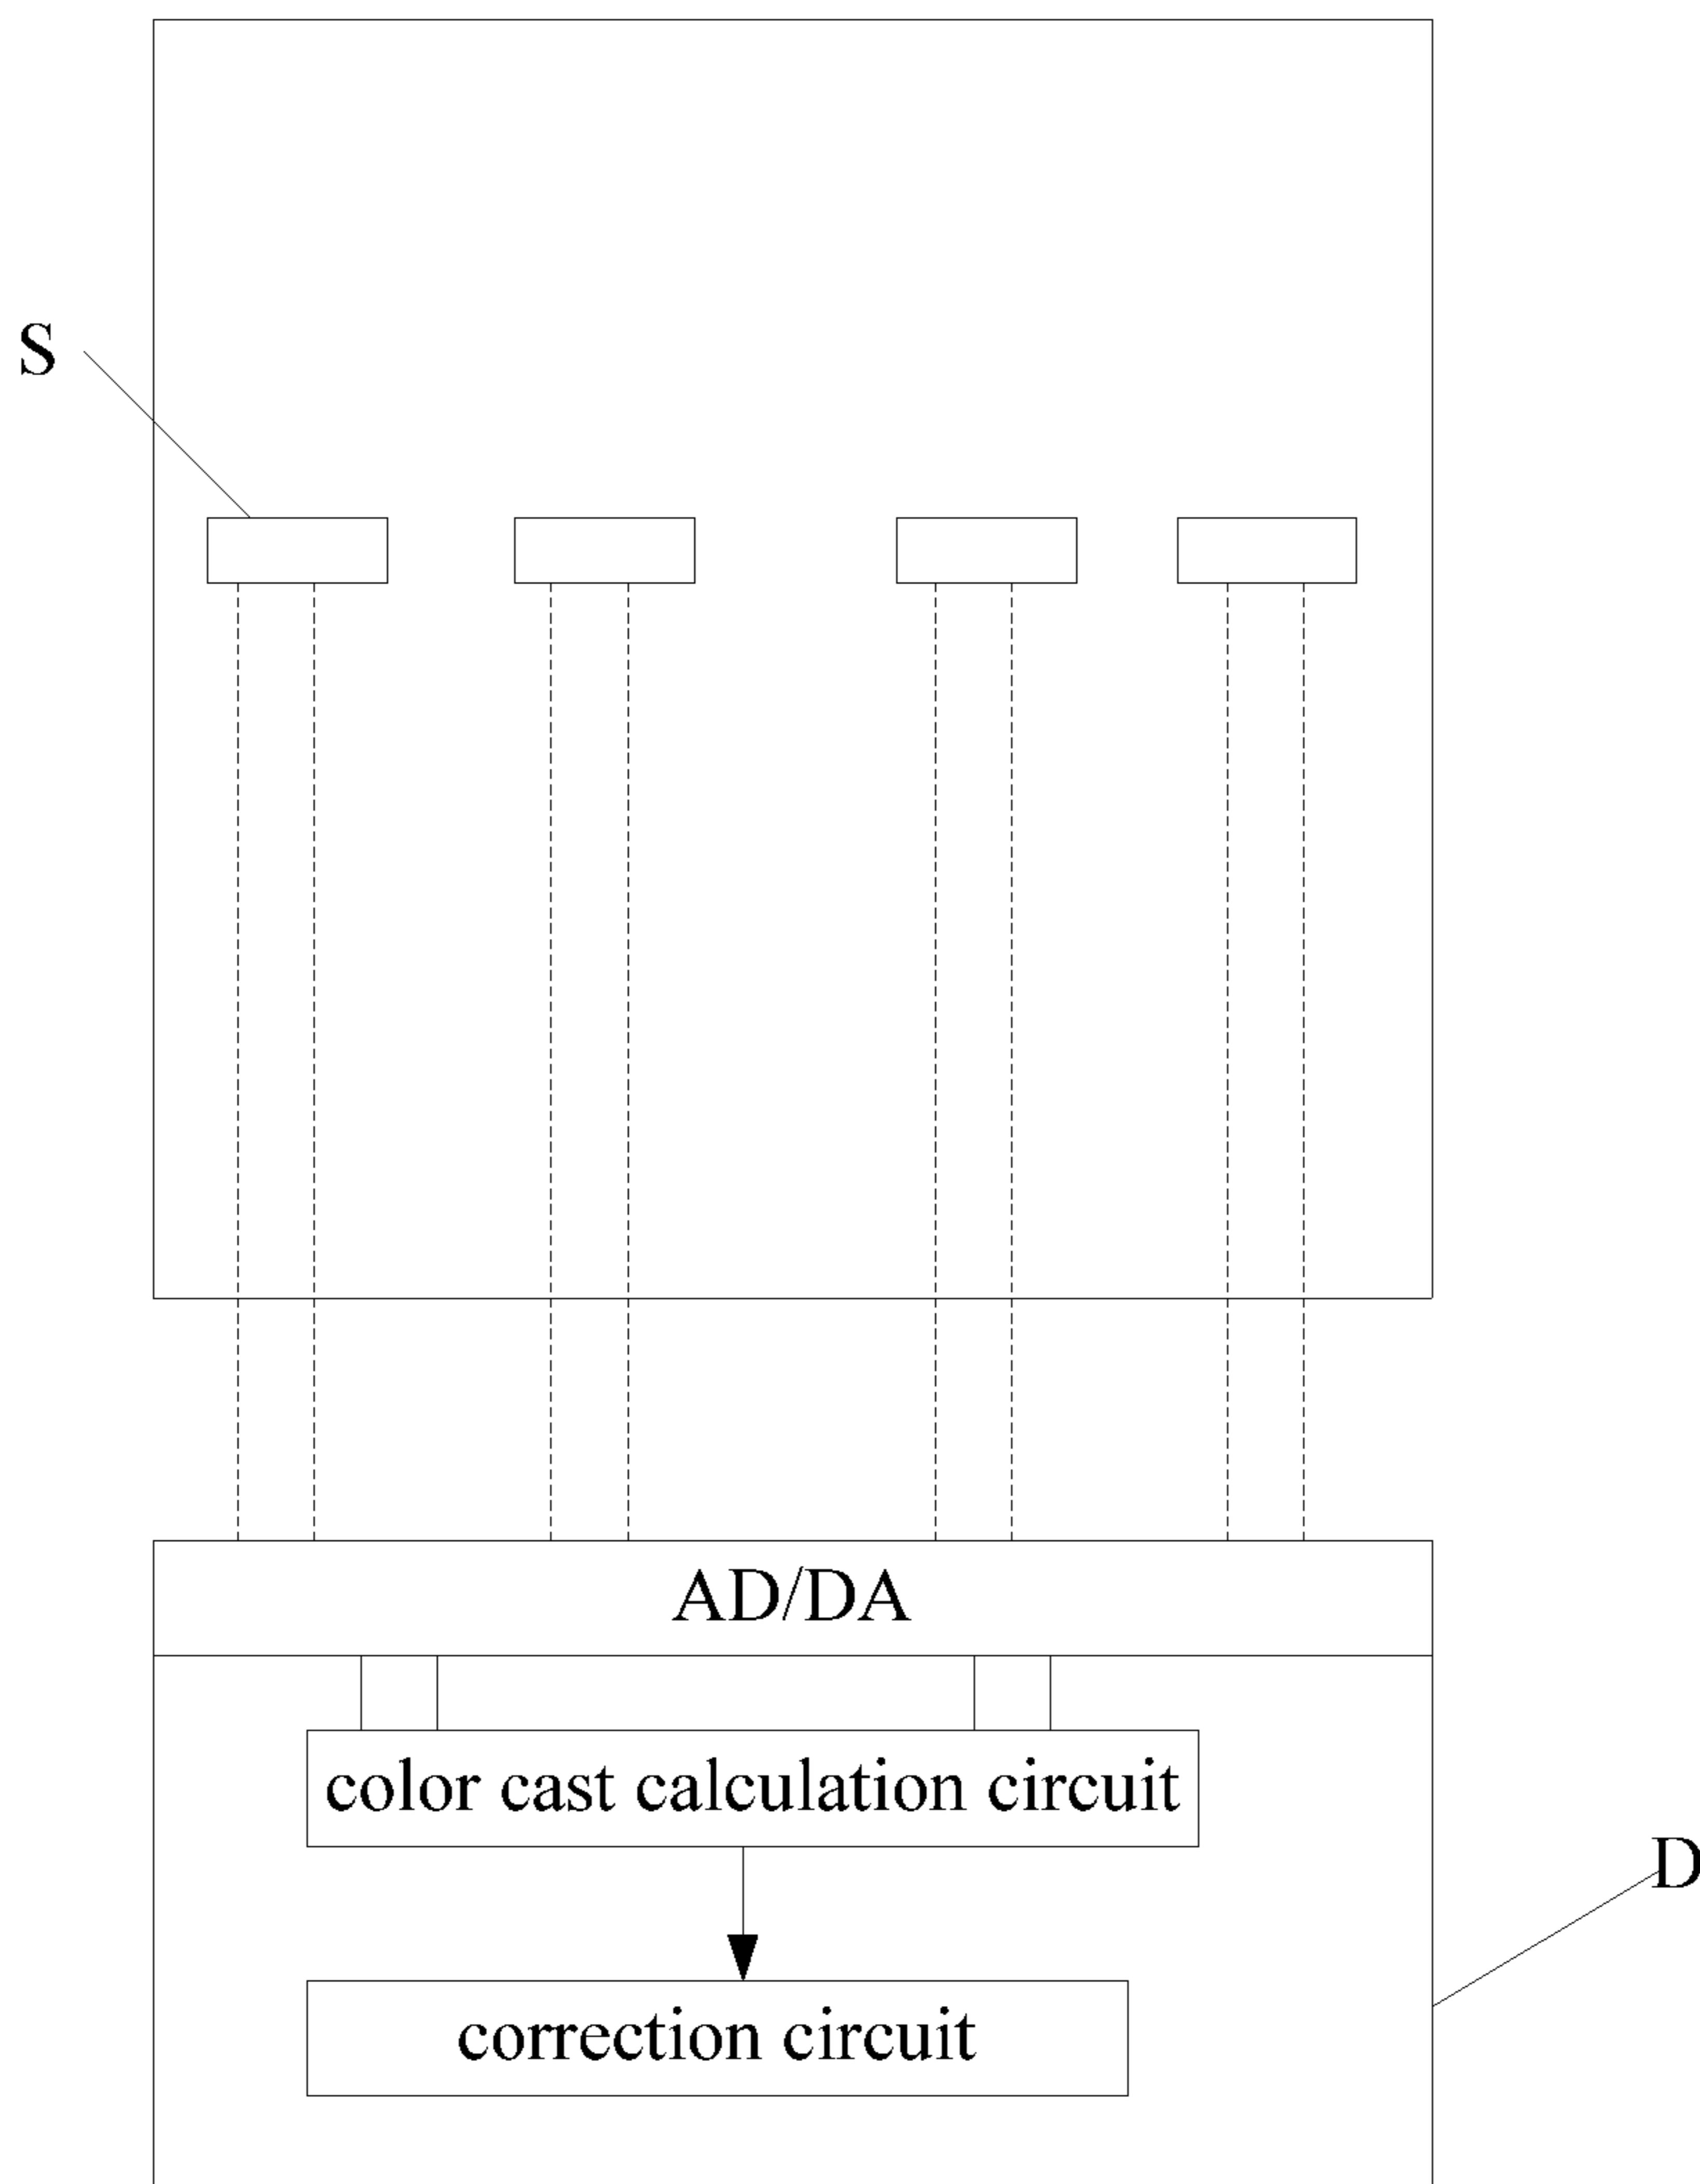 S
AD/DA
color cast calculation circuit
D
correction circuit